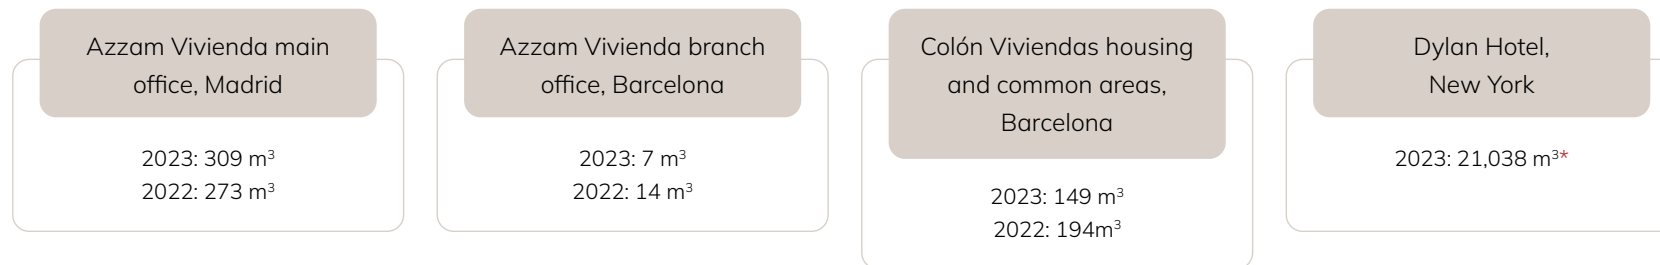 Azzam Vivienda main
office, Madrid
2023: 309 m³
2022: 273 m³
Azzam Vivienda branch
office, Barcelona
2023: 7 m³
2022: 14 m³
Colón Viviendas housing
and common areas,
Barcelona
2023: 149 m³
2022: 194m³
Dylan Hotel,
New York
2023: 21,038 m³*